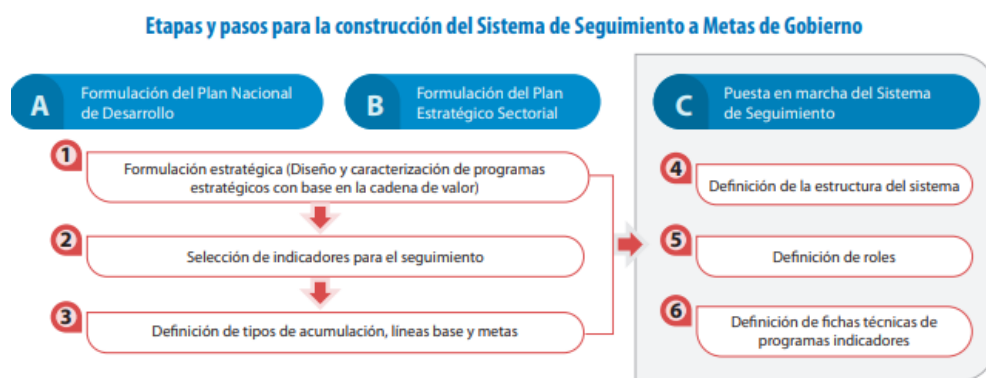 Etapas y pasos para la construcción del Sistema de Seguimiento a Metas de Gobierno
A
Formulación del Plan Nacional
de Desarrollo
B
Formulación del Plan
Estratégico Sectorial
C
Puesta en marcha del Sistema
de Seguimiento
1
Formulación estratégica (Diseño y caracterización de programas
estratégicos con base en la cadena de valor)
2
Selección de indicadores para el seguimiento
3
Definición de tipos de acumulación, líneas base y metas
4
Definición de la estructura del sistema
5
Definición de roles
6
Definición de fichas técnicas de
programas indicadores